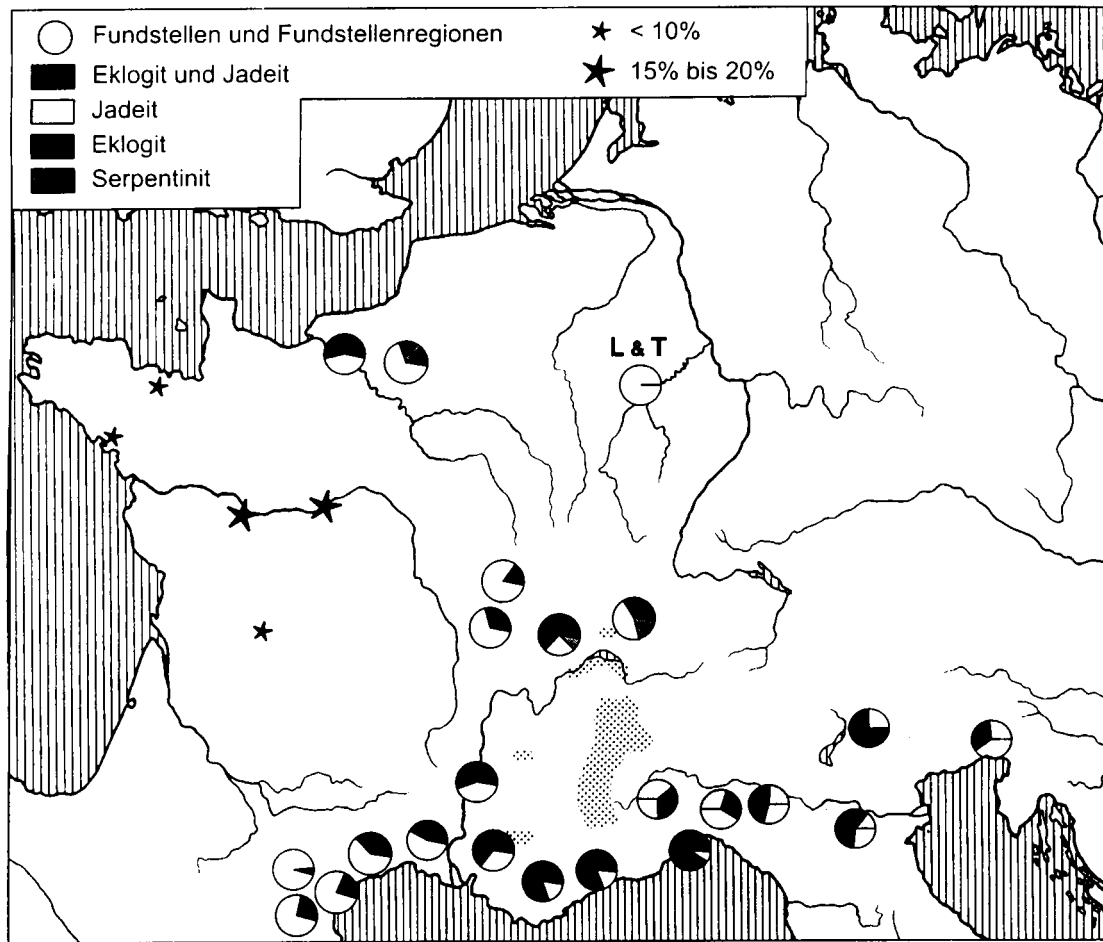 Fundstellen und Fundstellenregionen
Eklogit und Jadeit
Jadeit
Eklogit
Serpentinit
< 10%
15% bis 20%
L & T